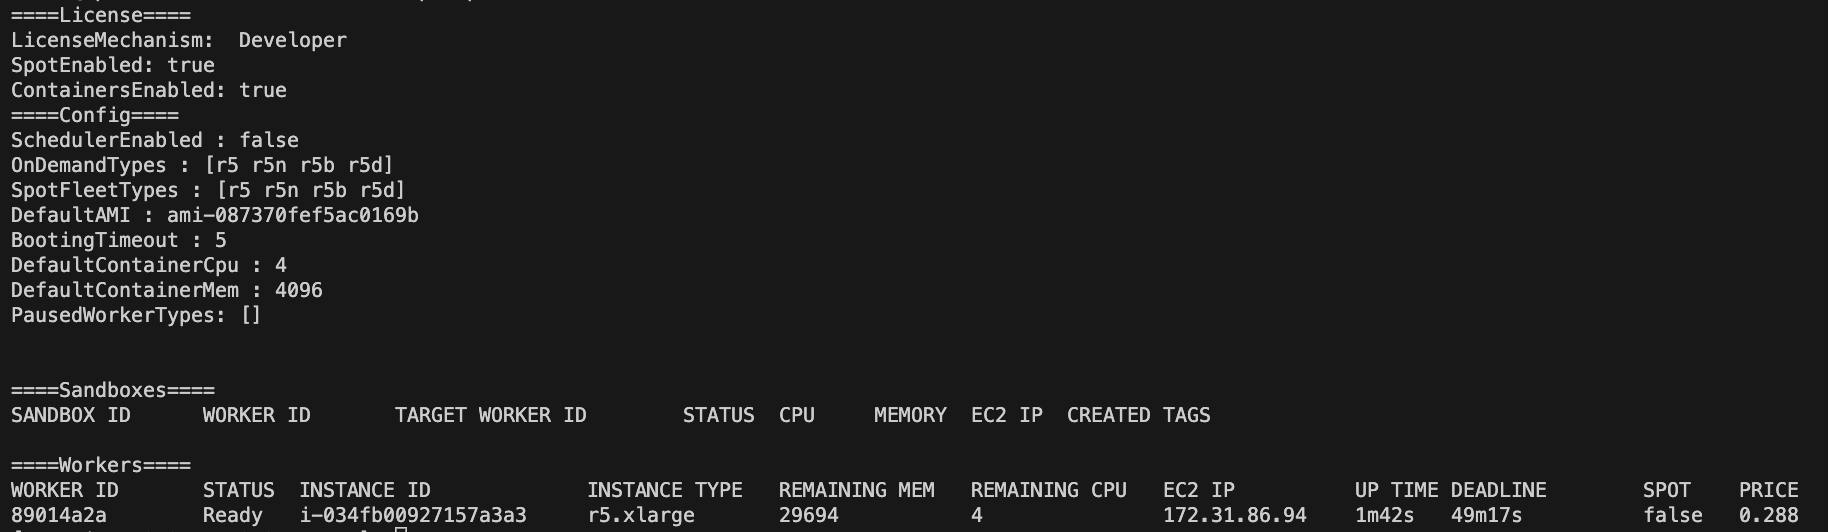 ====License====
LicenseMechanism:  Developer
SpotEnabled: true
ContainersEnabled: true
====Config====
SchedulerEnabled : false
OnDemandTypes : [r5 r5n r5b r5d]
SpotFleetTypes : [r5 r5n r5b r5d]
DefaultAMI : ami-087370fef5ac0169b
BootingTimeout : 5
DefaultContainerCpu : 4
DefaultContainerMem : 4096
PausedWorkerTypes: []
====Sandboxes====
SANDBOX ID      WORKER ID       TARGET WORKER ID        STATUS  CPU     MEMORY  EC2 IP  CREATED TAGS
====Workers====
WORKER ID       STATUS  INSTANCE ID             INSTANCE TYPE   REMAINING MEM   REMAINING CPU   EC2 IP          UP TIME DEADLINE        SPOT    PRICE
89014a2a        Ready   i-034fb00927157a3a3     r5.xlarge       29694           4               172.31.86.94    1m42s   49m17s          false   0.288